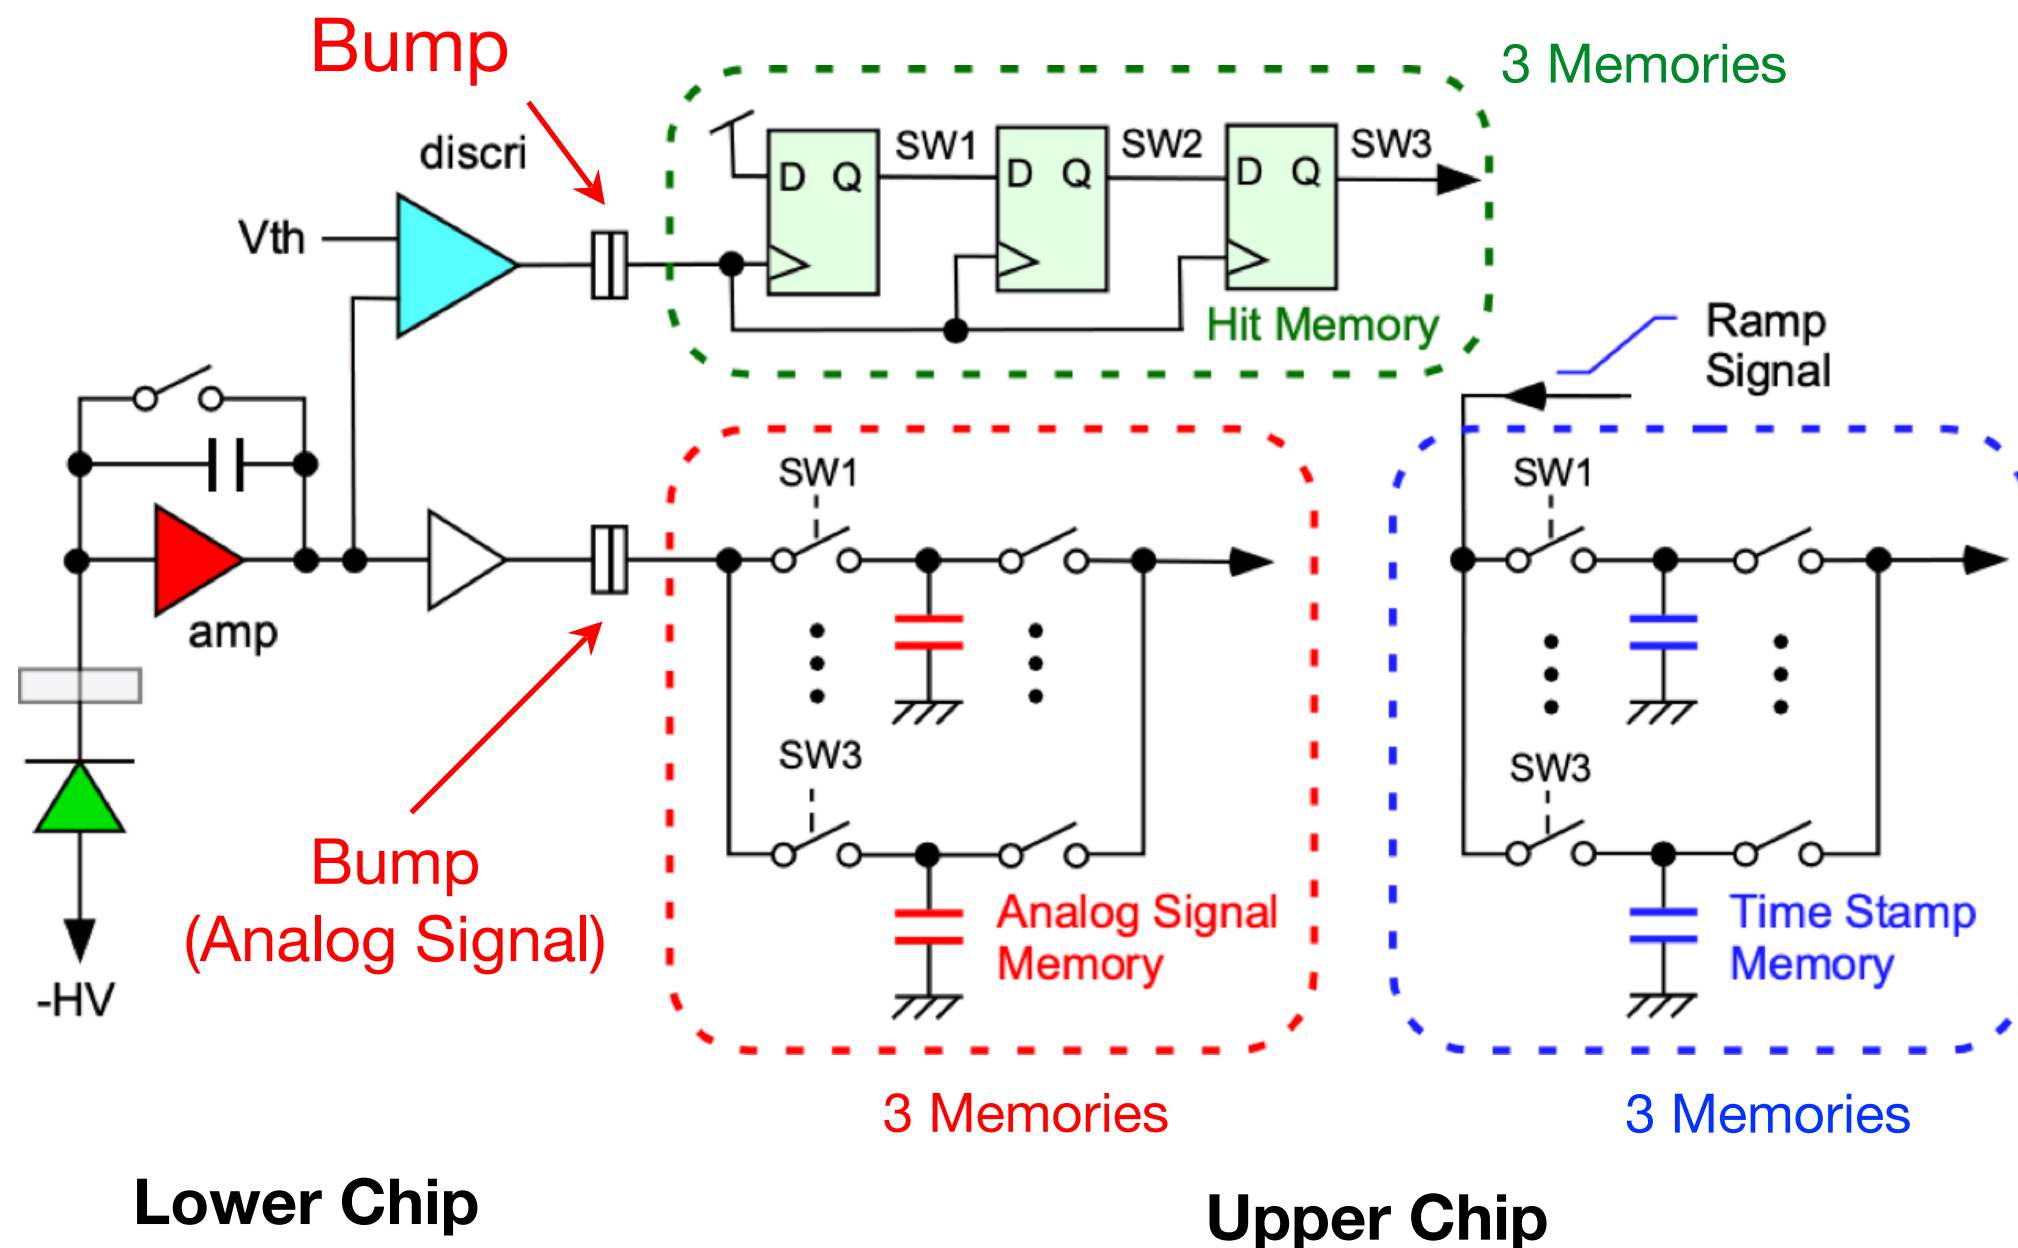 Bump
3 Memories
discri
Vth
D Q
SW1
D Q
SW2
D Q
SW3
Hit Memory
Ramp
Signal
amp
SW1
SW3
Analog Signal
Memory
SW1
SW3
Time Stamp
Memory
Bump
(Analog Signal)
-HV
3 Memories
3 Memories
Lower Chip
Upper Chip